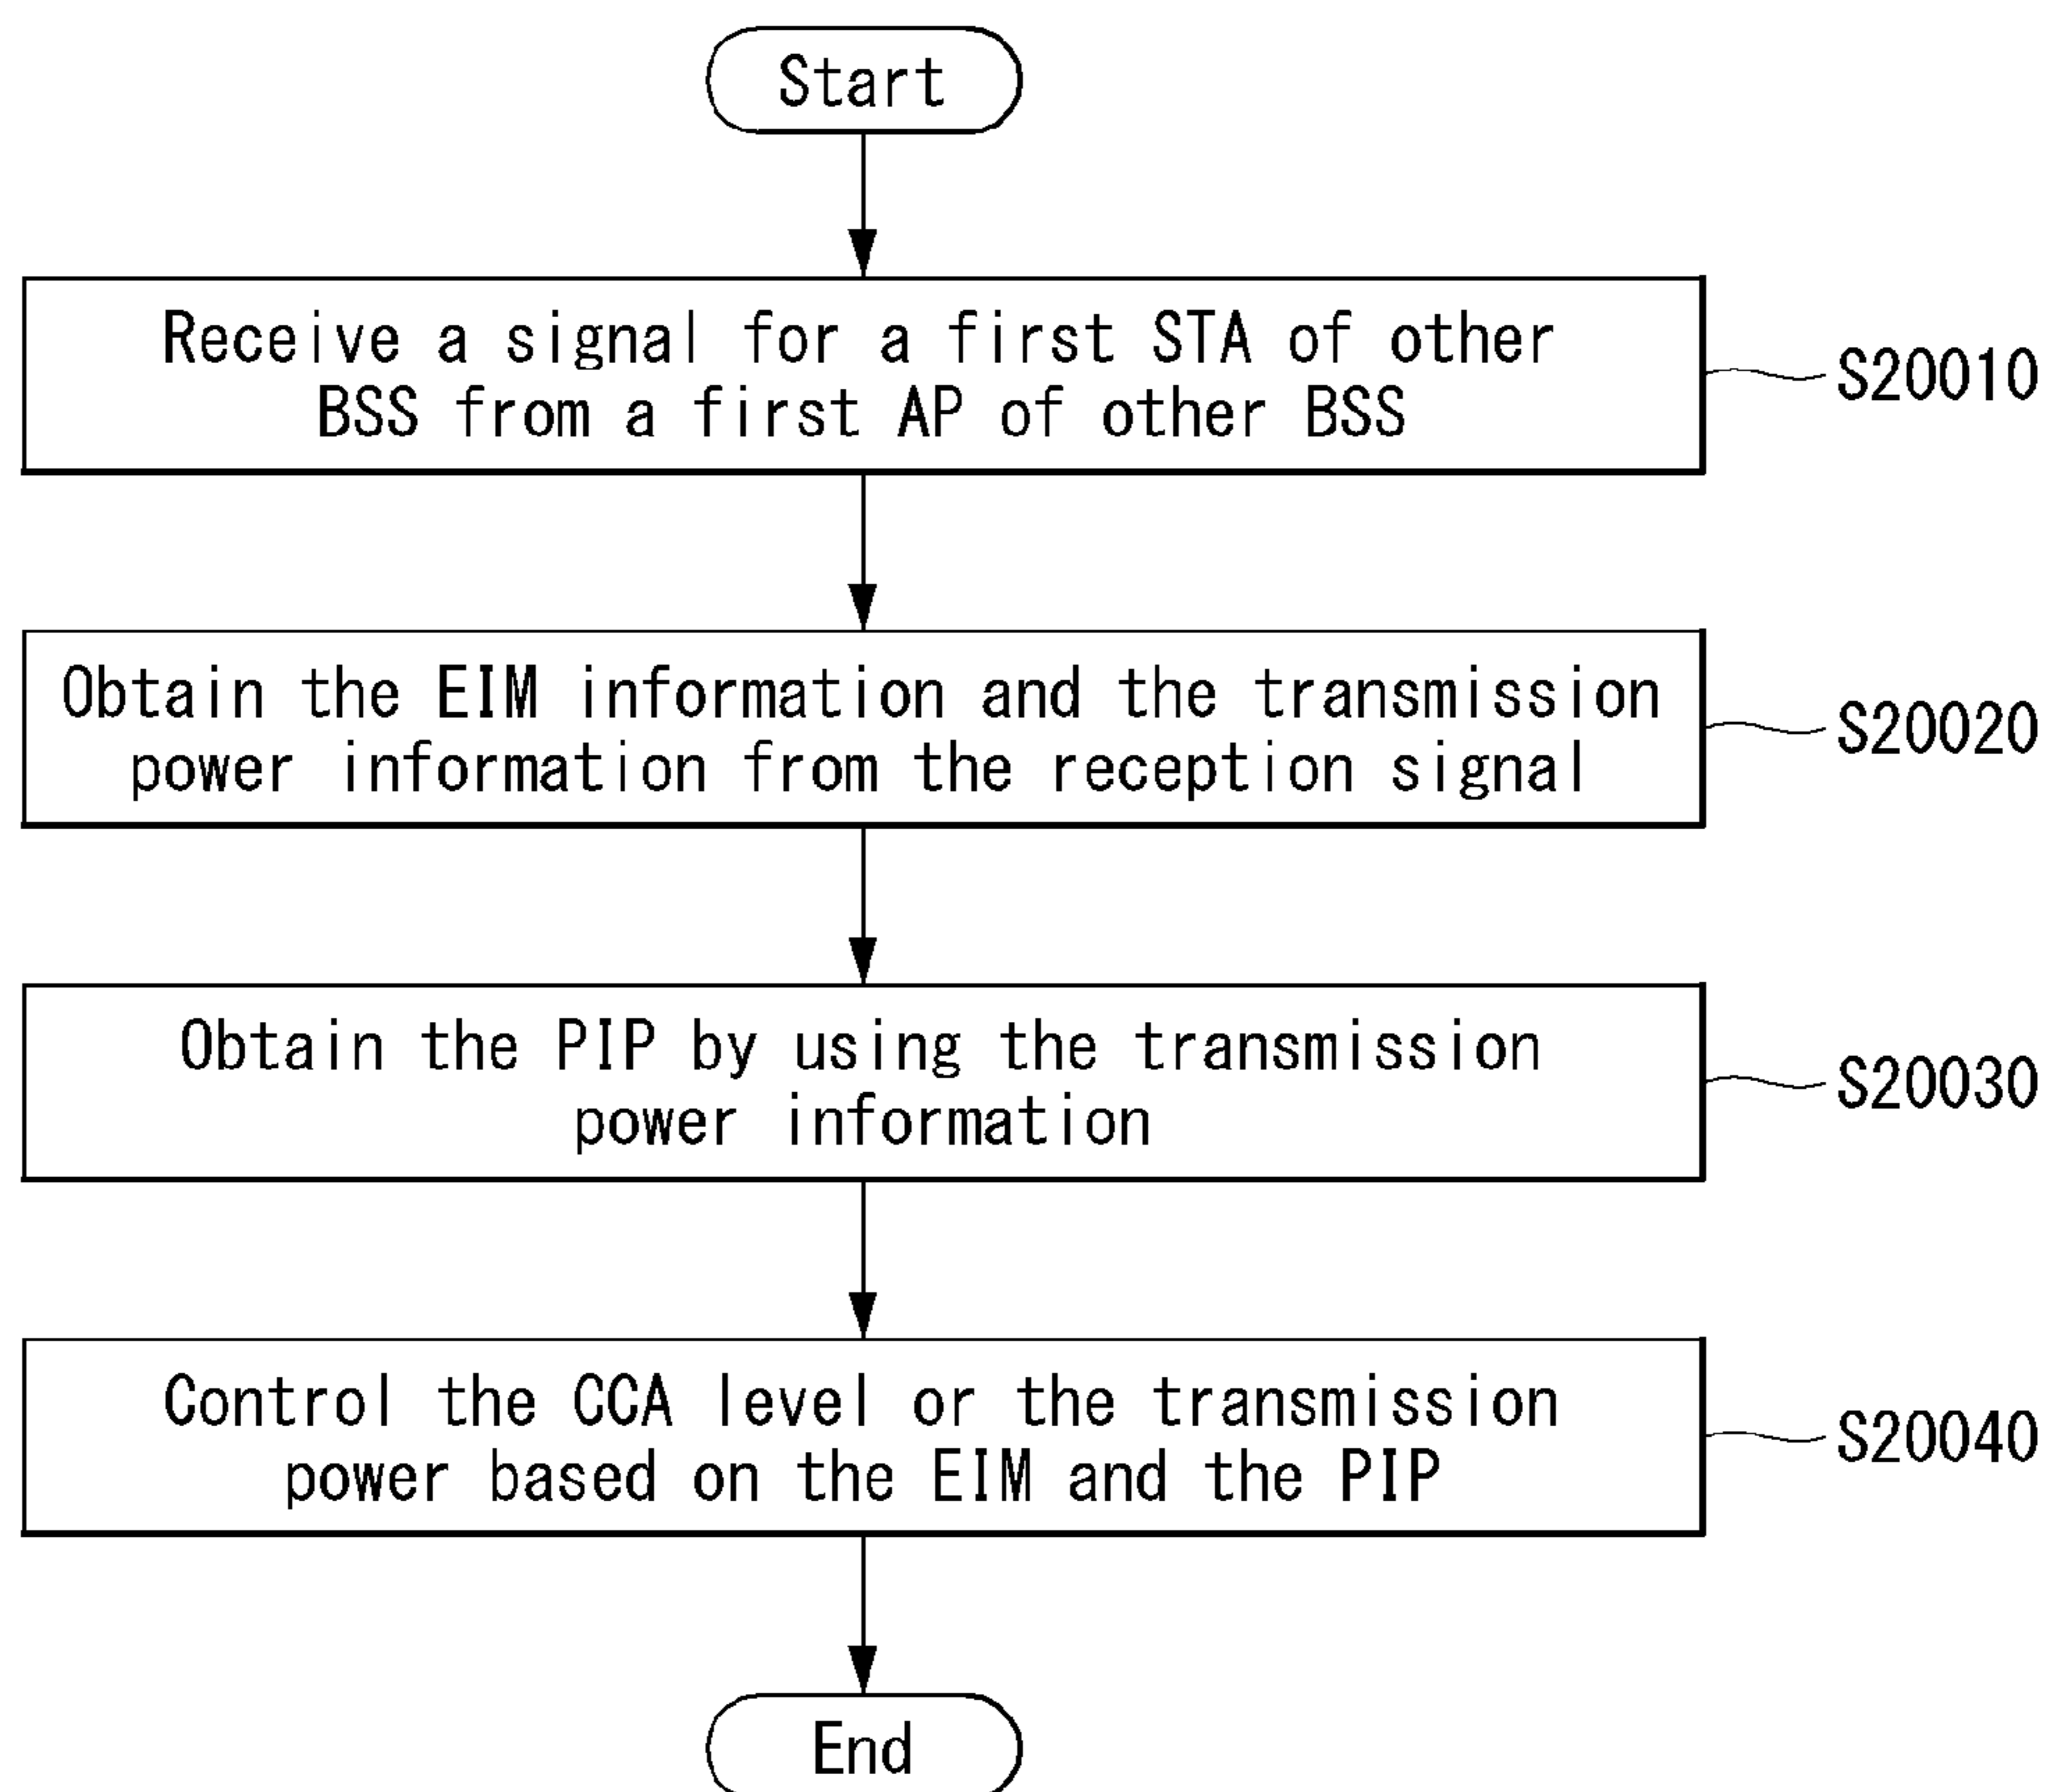 Start
Receive a signal for a first STA of other
BSS from a first AP of other BSS
S20010
Obtain the EIM information and the transmission
power information from the reception signal
S20020
Obtain the PIP by using the transmission
power information
S20030
Control the CCA level or the transmission
power based on the EIM and the PIP
S20040
End